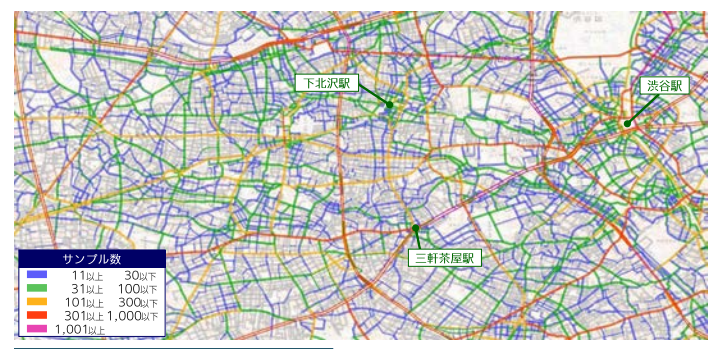 下北沢駅
渋谷駅
三軒茶屋駅
サンプル数
11以上 30以下
31以上 100以下
101以上 300以下
301以上 1,000以下
1,001以上